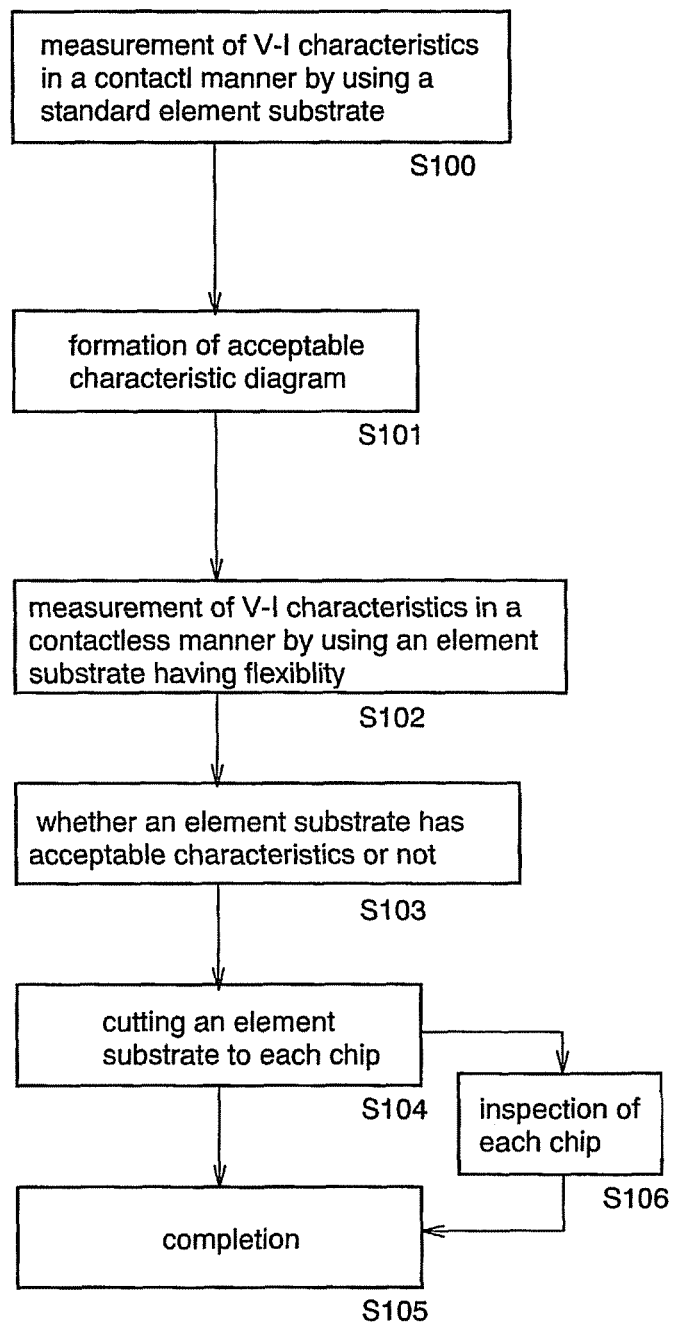 measurement of V-I characteristics
in a contactl manner by using a
standard element substrate
S100
formation of acceptable
characteristic diagram
S101
measurement of V-I characteristics in a
contactless manner by using an element
substrate having flexiblity
S102
whether an element substrate has
acceptable characteristics or not
S103
cutting an element
substrate to each chip
S104
inspection of
each chip
S106
completion
S105